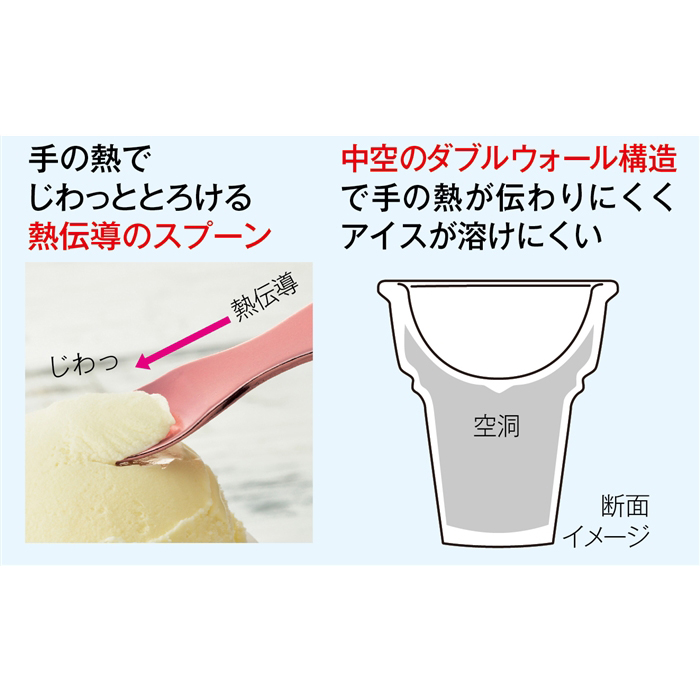 手の熱で
じわっととろける
熱伝導のスプーン
熱伝導
じわっ
中空のダブルウォール構造
で手の熱が伝わりにくく
アイスが溶けにくい
空洞
断面
イメージ